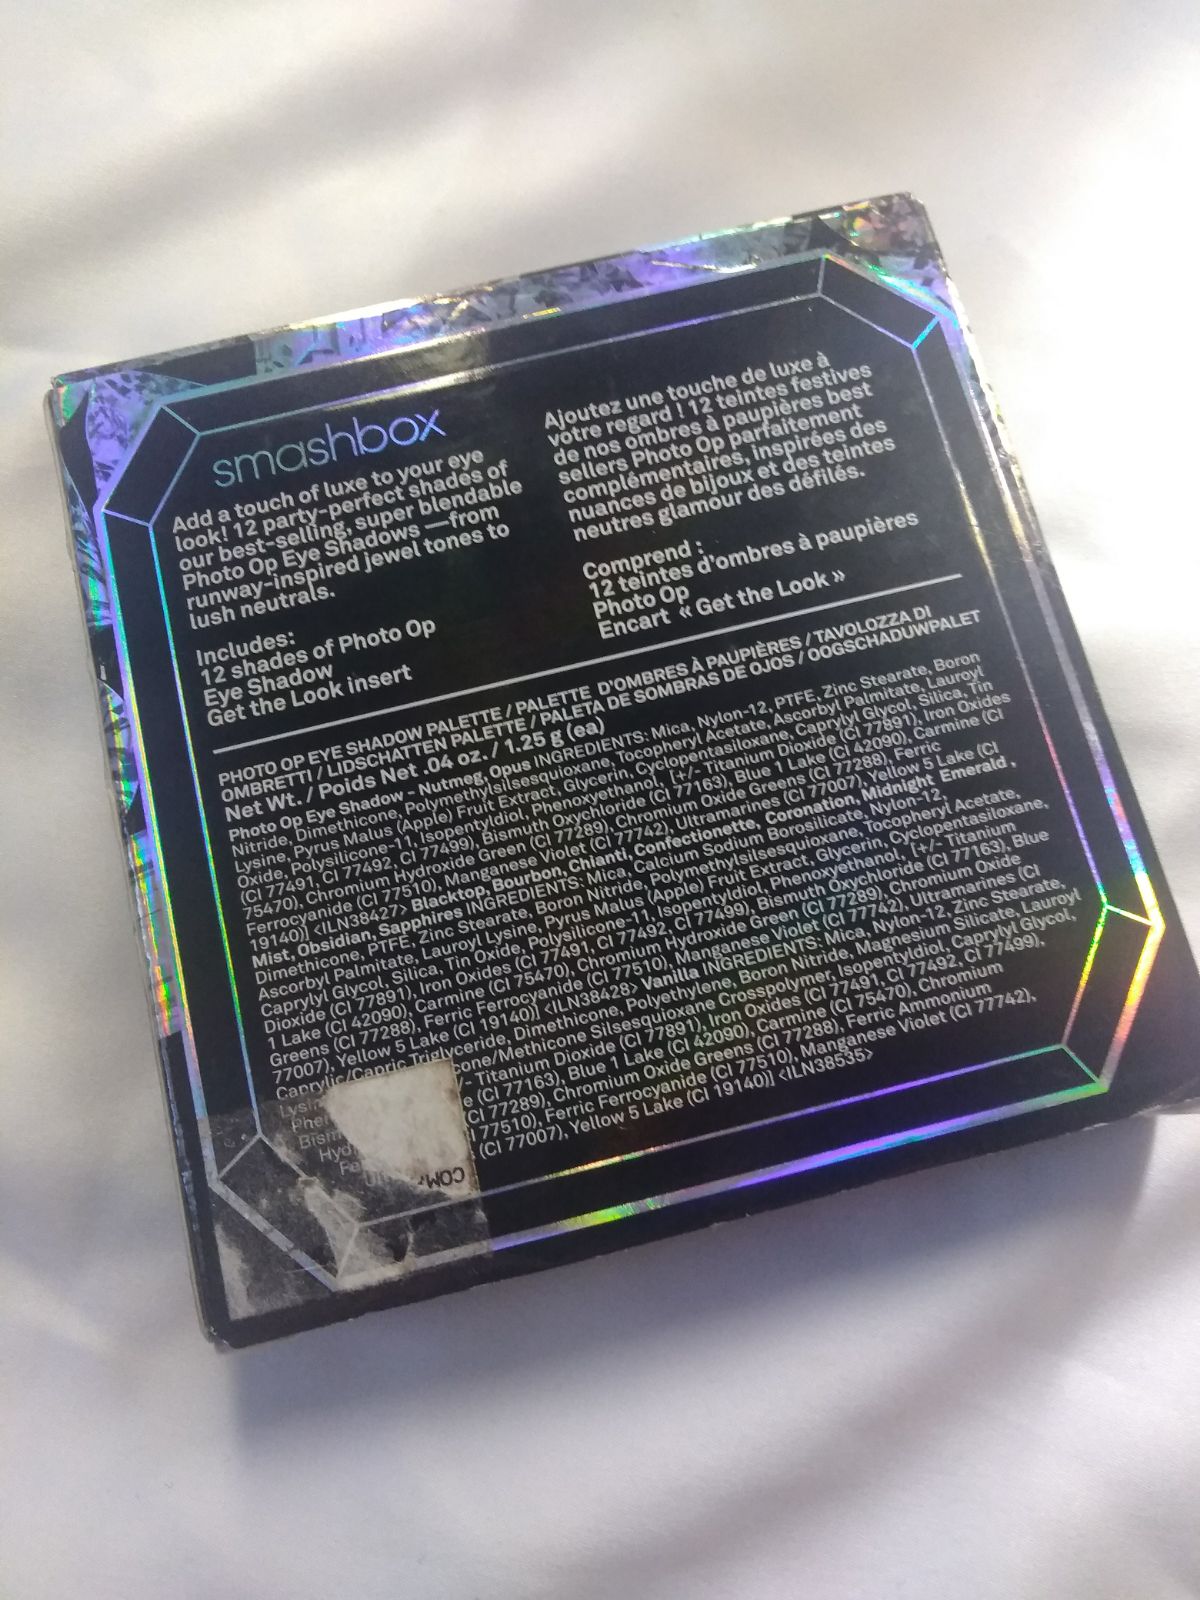 smashbox
Add a touch of luxe to your eye
look! 12 party-perfect shades of
our best-selling, super blendable
Photo Op Eye Shadows —from
runway-inspired jewel tones to
lush neutrals.
Includes:
12 shades of Photo Op
Eye Shadow
Get the Look insert
Ajoutez une touche de luxe à
votre regard ! 12 teintes festives
de nos ombres à paupières best
sellers Photo Op parfaitement
complémentaires, inspirées des
nuances de bijoux et des teintes
neutres glamour des défilés.
Comprend :
12 teintes d'ombres à paupières
Photo Op
Encart « Get the Look »
PHOTO OP EYE SHADOW PALETTE / PALETTE D'OMBRES À PAUPIÈRES / TAVOLOZZA DI
OMBRETTI / LIDSCHATTEN PALETTE / PALETA DE SOMBRAS DE OJOS / OOGSCHADUWPALET
Net Wt. / Poids Net .04 oz. / 1.25 g (ea)
Photo Op Eye Shadow - Nutmeg, Opus INGREDIENTS: Mica, Nylon-12, PTFE, Zinc Stearate, Boron
Nitride, Dimethicone, Polymethylsilsesquioxane, Tocopheryl Acetate, Ascorbyl Palmitate, Lauroyl
Lysine, Pyrus Malus (Apple) Fruit Extract, Glycerin, Cyclopentasiloxane, Caprylyl Glycol, Silica, Tin
Oxide, Polysilicone-11, Isopentyldiol, Phenoxyethanol, [+/- Titanium Dioxide (CI 77891), Iron Oxides
(CI 77491, CI 77492, CI 77499), Bismuth Oxychloride (CI 77163), Blue 1 Lake (CI 42090), Carmine (CI
75470), Chromium Hydroxide Green (CI 77289), Chromium Oxide Greens (CI 77288), Ferric
Ferrocyanide (CI 77510), Manganese Violet (CI 77742), Ultramarines (CI 77007), Yellow 5 Lake (CI
19140)] <ILN38427> Blacktop, Bourbon, Chianti, Confectionette, Coronation, Midnight Emerald,
Mist, Obsidian, Sapphires INGREDIENTS: Mica, Calcium Sodium Borosilicate, Nylon-12,
Dimethicone, PTFE, Zinc Stearate, Boron Nitride, Polymethylsilsesquioxane, Tocopheryl Acetate,
Ascorbyl Palmitate, Lauroyl Lysine, Pyrus Malus (Apple) Fruit Extract, Glycerin, Cyclopentasiloxane,
Caprylyl Glycol, Silica, Tin Oxide, Polysilicone-11, Isopentyldiol, Phenoxyethanol, [+/- Titanium
Dioxide (CI 77891), Iron Oxides (CI 77491, CI 77492, CI 77499), Bismuth Oxychloride (CI 77163), Blue
1 Lake (CI 42090), Carmine (CI 75470), Chromium Hydroxide Green (CI 77289), Chromium Oxide
Greens (CI 77288), Ferric Ferrocyanide (CI 77510), Manganese Violet (CI 77742), Ultramarines (CI
77007), Yellow 5 Lake (CI 19140)] <ILN38428> Vanilla INGREDIENTS: Mica, Nylon-12, Zinc Stearate,
Caprylic/Capric Triglyceride, Dimethicone, Polyethylene, Boron Nitride, Magnesium Silicate, Lauroyl
Silsesquioxane Crosspolymer, Isopentyldiol, Caprylyl Glycol,
Titanium Dioxide (CI 77891), Iron Oxides (CI 77491, CI 77492, CI 77499),
(CI 77163), Blue 1 Lake (CI 42090), Carmine (CI 75470), Chromium
(CI 77289), Chromium Oxide Greens (CI 77288), Ferric Ammonium
77510), Ferric Ferrocyanide (CI 77510), Manganese Violet (CI 77742),
(CI 77007), Yellow 5 Lake (CI 19140)] <ILN38535>